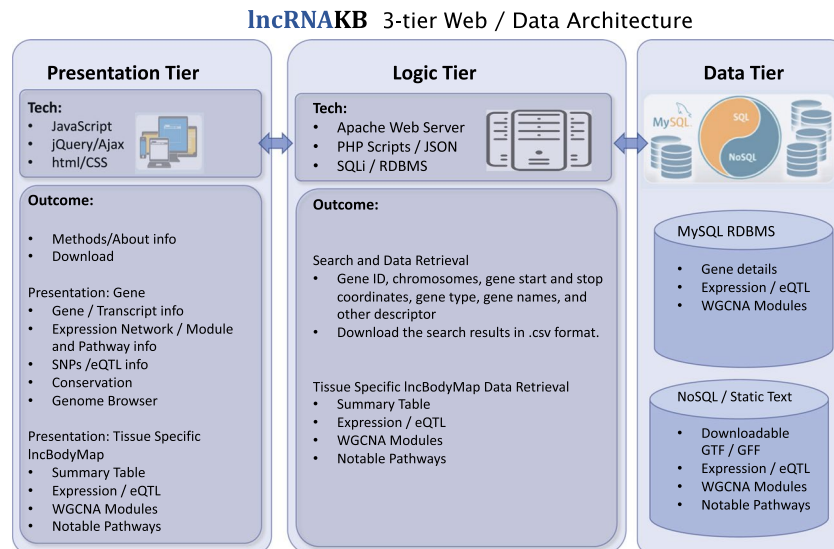 lncRNAKB 3-tier Web / Data Architecture
Presentation Tier
Tech:
• JavaScript
• jQuery/Ajax
• html/CSS
Outcome:
• Methods/About info
• Download
Presentation: Gene
• Gene / Transcript info
• Expression Network / Module
and Pathway info
• SNPs /eQTL info
• Conservation
• Genome Browser
Presentation: Tissue Specific
lncBodyMap
• Summary Table
• Expression / eQTL
• WGCNA Modules
• Notable Pathways
Logic Tier
Tech:
• Apache Web Server
• PHP Scripts / JSON
• SQLi / RDBMS
Outcome:
Search and Data Retrieval
• Gene ID, chromosomes, gene start and stop
coordinates, gene type, gene names, and
other descriptor
• Download the search results in .csv format.
Tissue Specific lncBodyMap Data Retrieval
• Summary Table
• Expression / eQTL
• WGCNA Modules
• Notable Pathways
Data Tier
MySQL
SQL
NoSQL
MySQL RDBMS
• Gene details
• Expression / eQTL
• WGCNA Modules
NoSQL / Static Text
• Downloadable
GTF / GFF
• Expression / eQTL
• WGCNA Modules
• Notable Pathways